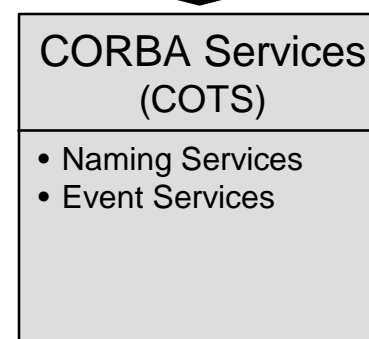 CORBA Services
(COTS)
• Naming Services
• Event Services